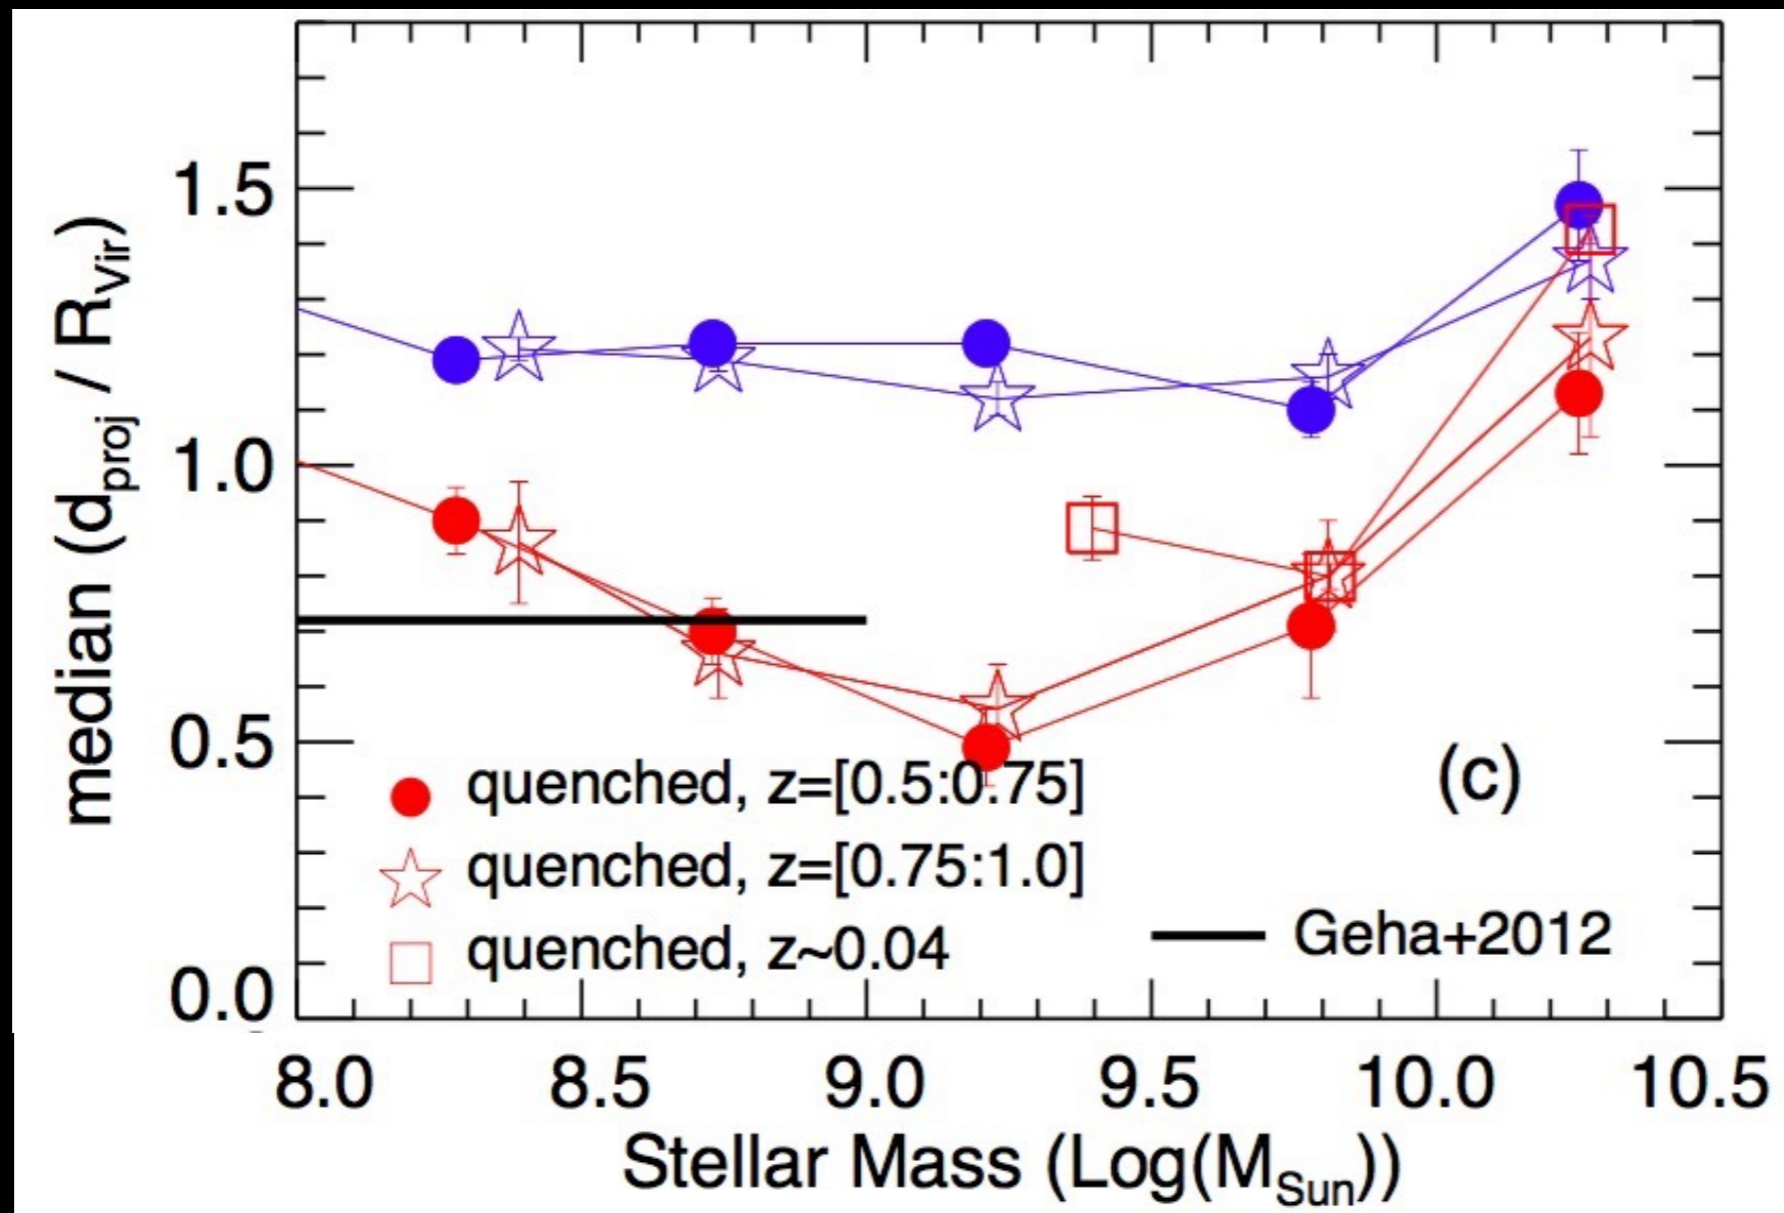 median (dproj / RVir)
1.5
1.0
0.5
0.0
quenched, z=[0.5:0.75]
quenched, z=[0.75:1.0]
quenched, z~0.04
(c)
Geha+2012
8.0 8.5 9.0 9.5 10.0 10.5
Stellar Mass (Log(MSun))